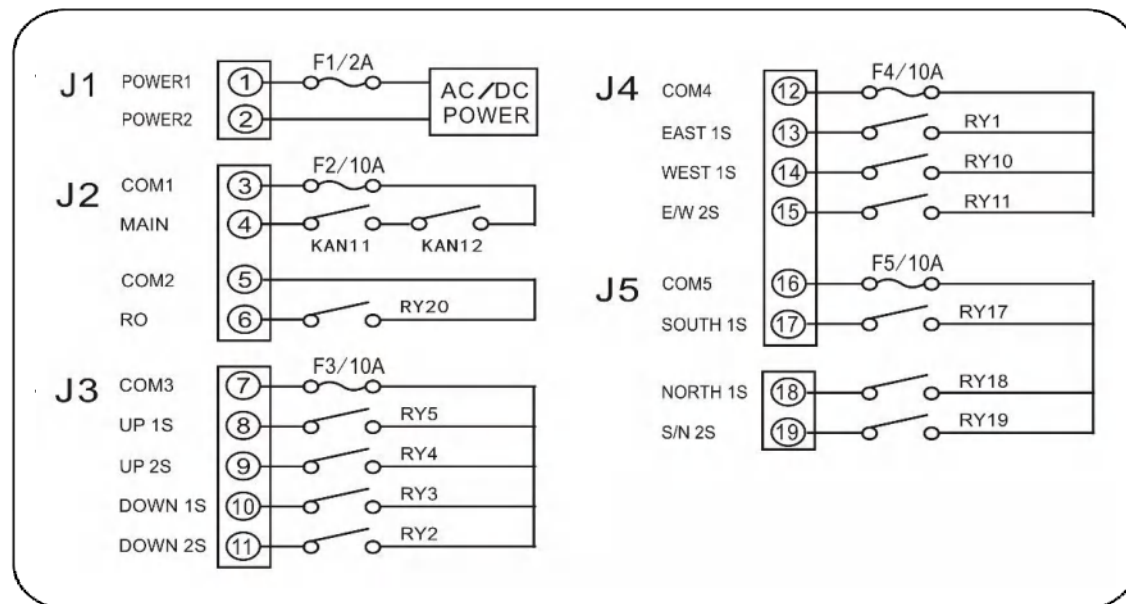 J1
POWER1 1 F1/2A
POWER2 2
AC/DC
POWER
J2
COM1 3 F2/10A
MAIN 4 KAN11 KAN12
COM2 5
RO 6 RY20
J3
COM3 7 F3/10A
UP 1S 8 RY5
UP 2S 9 RY4
DOWN 1S 10 RY3
DOWN 2S 11 RY2
J4
COM4 12 F4/10A
EAST 1S 13 RY1
WEST 1S 14 RY10
E/W 2S 15 RY11
J5
COM5 16 F5/10A
SOUTH 1S 17 RY17
NORTH 1S 18 RY18
S/N 2S 19 RY19